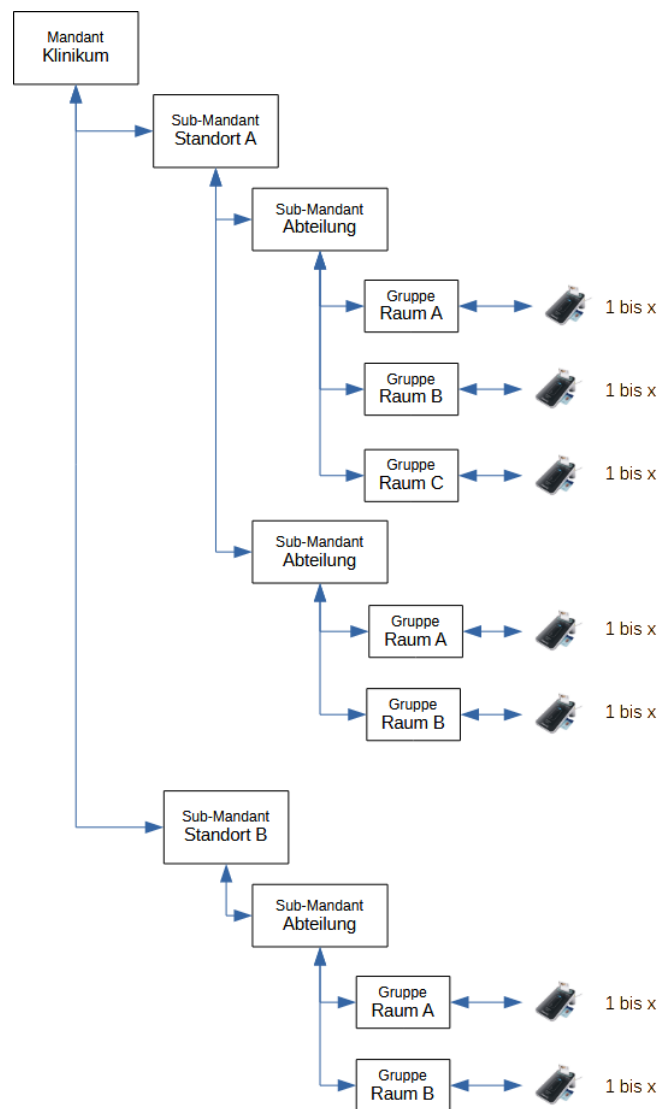 Mandant
Klinikum
Sub-Mandant
Standort A
Sub-Mandant
Abteilung
Gruppe
Raum A
1 bis x
Gruppe
Raum B
1 bis x
Gruppe
Raum C
1 bis x
Sub-Mandant
Abteilung
Gruppe
Raum A
1 bis x
Gruppe
Raum B
1 bis x
Sub-Mandant
Standort B
Sub-Mandant
Abteilung
Gruppe
Raum A
1 bis x
Gruppe
Raum B
1 bis x